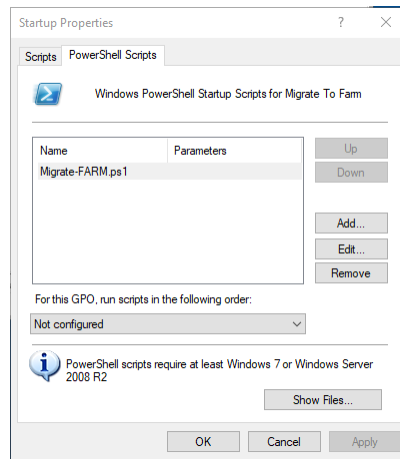 Startup Properties
Scripts
PowerShell Scripts
Windows PowerShell Startup Scripts for Migrate To Farm
Name
Parameters
Migrate-FARM.ps1
Up
Down
Add...
Edit...
Remove
For this GPO, run scripts in the following order:
Not configured
PowerShell scripts require at least Windows 7 or Windows Server
2008 R2
Show Files...
OK
Cancel
Apply